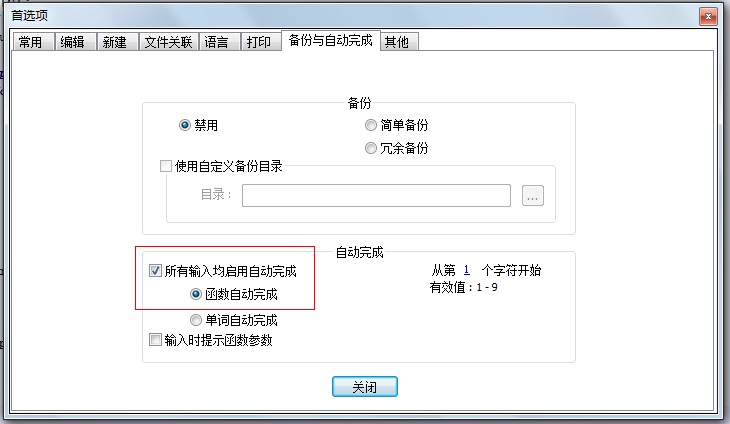 首选项
常用 编辑 新建 文件关联 语言 打印 备份与自动完成 其他
备份
禁用 简单备份
冗余备份
使用自定义备份目录
目录： ...
自动完成
所有输入均启用自动完成 从第 1 个字符开始
函数自动完成 有效值：1-9
单词自动完成
输入时提示函数参数
关闭